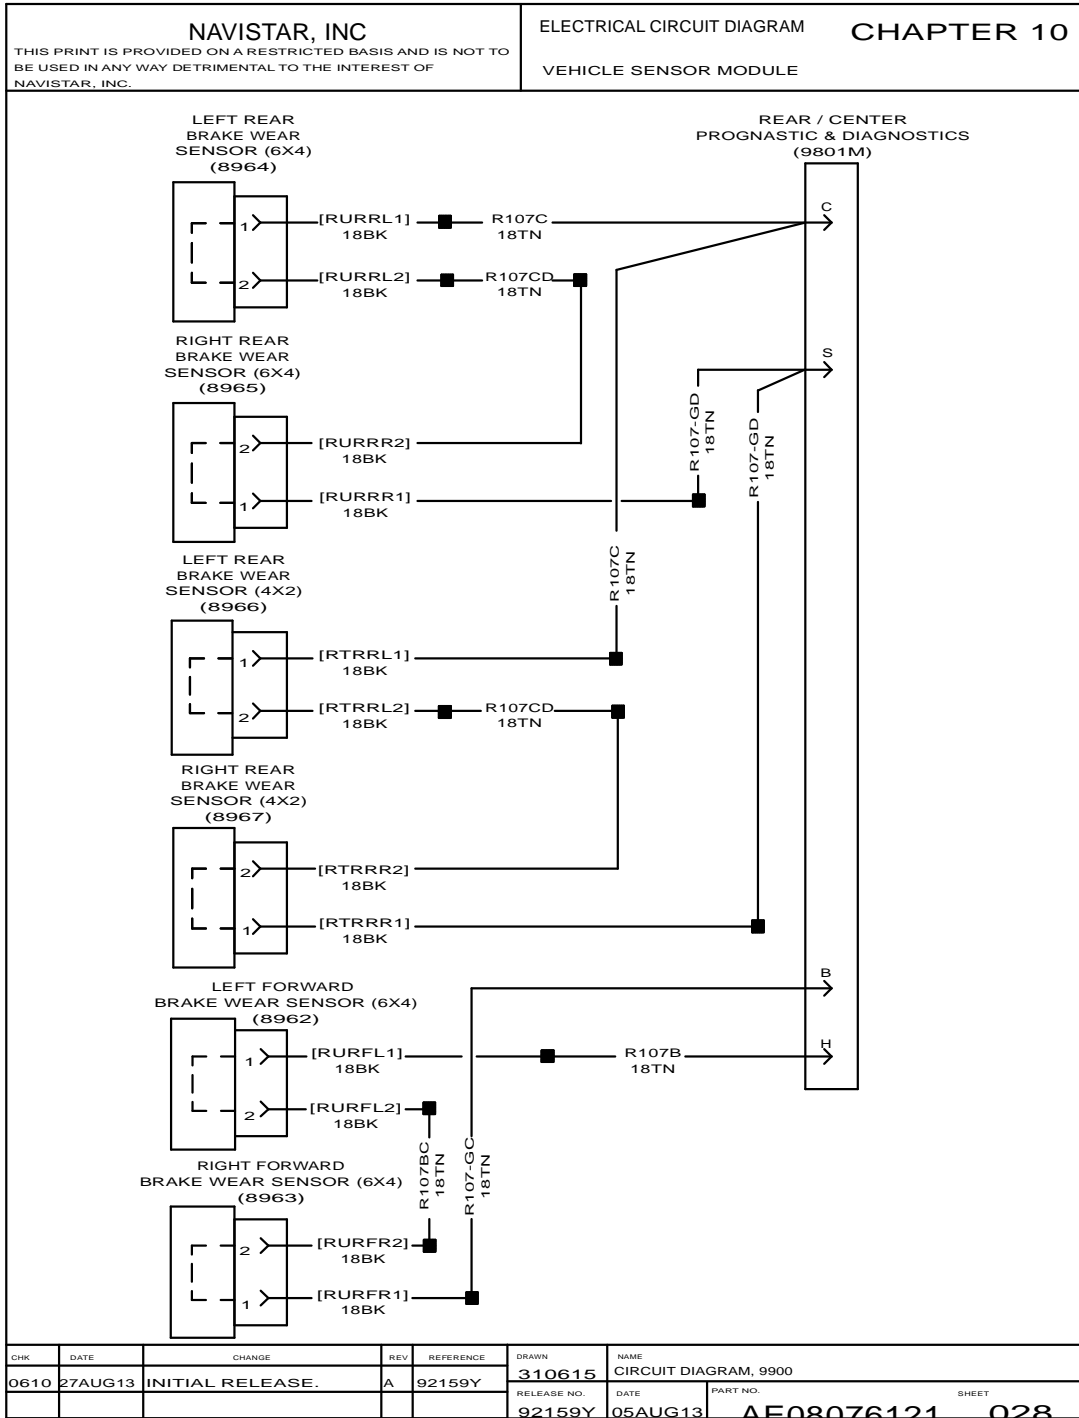 NAVISTAR, INC
THIS PRINT IS PROVIDED ON A RESTRICTED BASIS AND IS NOT TO
BE USED IN ANY WAY DETRIMENTAL TO THE INTEREST OF
NAVISTAR, INC.
ELECTRICAL CIRCUIT DIAGRAM
CHAPTER 10
VEHICLE SENSOR MODULE
LEFT REAR
BRAKE WEAR
SENSOR (6X4)
(8964)
REAR / CENTER
PROGNASTIC & DIAGNOSTICS
(9801M)
1
[RURRL1]
18BK
R107C
18TN
C
2
[RURRL2]
18BK
R107CD
18TN
RIGHT REAR
BRAKE WEAR
SENSOR (6X4)
(8965)
S
2
[RURRR2]
18BK
R107-GD
18TN
R107-GD
18TN
1
[RURRR1]
18BK
LEFT REAR
BRAKE WEAR
SENSOR (4X2)
(8966)
R107C
18TN
1
[RTRRL1]
18BK
2
[RTRRL2]
18BK
R107CD
18TN
RIGHT REAR
BRAKE WEAR
SENSOR (4X2)
(8967)
2
[RTRRR2]
18BK
1
[RTRRR1]
18BK
B
LEFT FORWARD
BRAKE WEAR SENSOR (6X4)
(8962)
H
1
[RURFL1]
18BK
R107B
18TN
2
[RURFL2]
18BK
R107BC
18TN
R107-GC
18TN
RIGHT FORWARD
BRAKE WEAR SENSOR (6X4)
(8963)
2
[RURFR2]
18BK
1
[RURFR1]
18BK
CHK DATE CHANGE REV REFERENCE
0610 27AUG13 INITIAL RELEASE. A 92159Y
DRAWN
310615
NAME
CIRCUIT DIAGRAM, 9900
RELEASE NO.
92159Y
DATE
05AUG13
PART NO.
AE08076121
SHEET
028